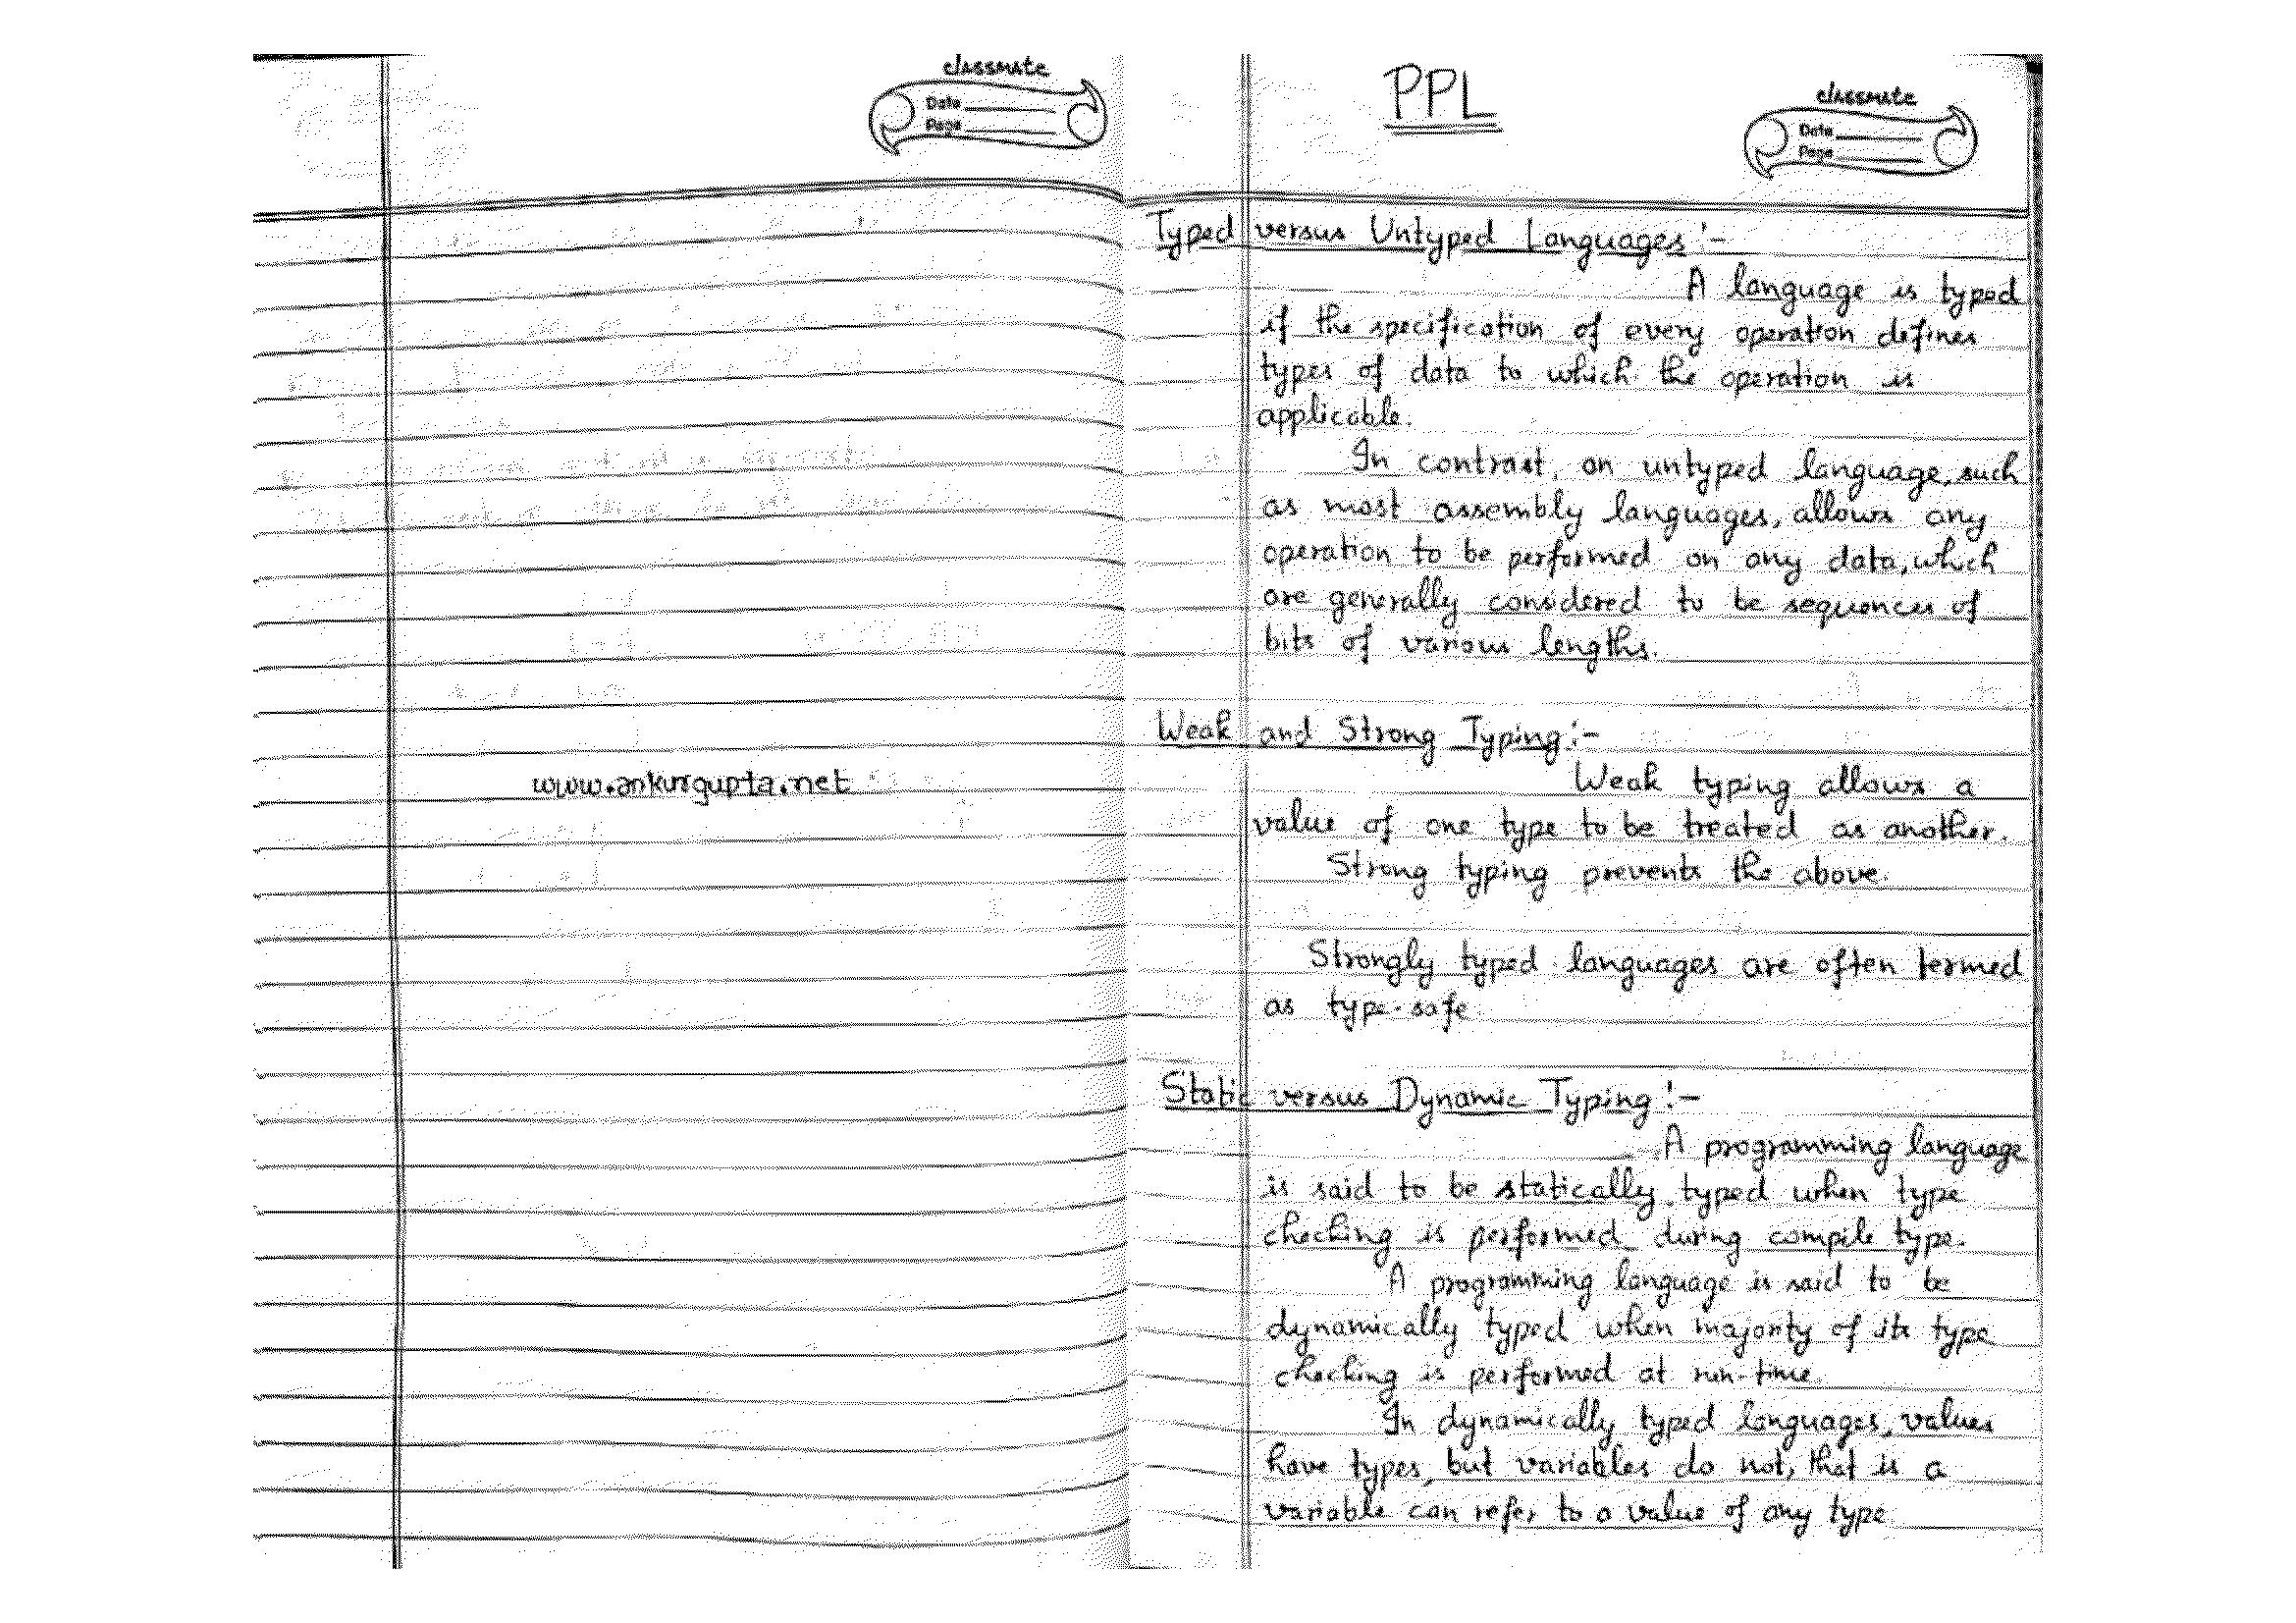 classmate
Date
Page
www.ankurgupta.net
PPL
classmate
Date
Page
Typed versus Untyped Languages :-
A language is typed
if the specification of every operation defines
types of data to which the operation is
applicable.
In contrast, an untyped language, such
as most assembly languages, allows any
operation to be performed on any data, which
are generally considered to be sequences of
bits of various lengths.
Weak and Strong Typing :-
Weak typing allows a
value of one type to be treated as another.
Strong typing prevents the above.
Strongly typed languages are often termed
as type-safe.
Static versus Dynamic Typing :-
A programming language
is said to be statically typed when type
checking is performed during compile type.
A programming language is said to be
dynamically typed when majority of its type
checking is performed at run-time.
In dynamically typed languages, values
have types, but variables do not, that is a
variable can refer to a value of any type